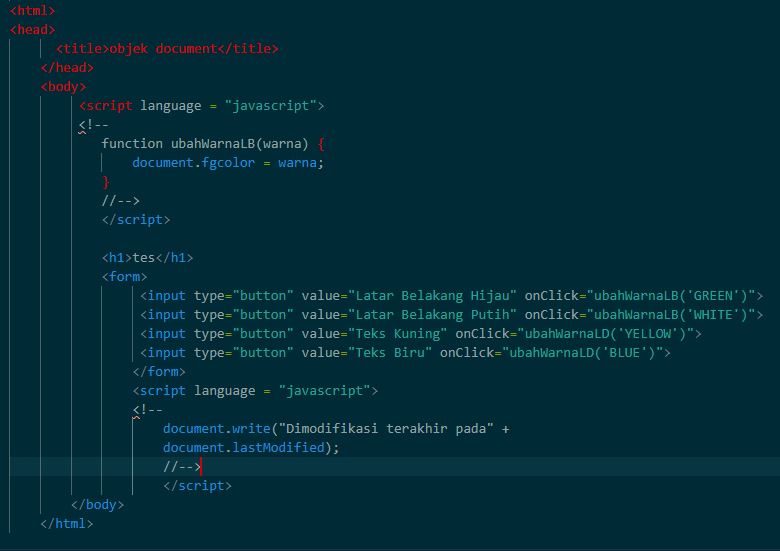 <html>
<head>
<title>objek document</title>
</head>
<body>
<script language = "javascript">
<!--
function ubahWarnaLB(warna) {
document.fgcolor = warna;
}
//-->
</script>
<h1>tes</h1>
<form>
<input type="button" value="Latar Belakang Hijau" onClick="ubahWarnaLB('GREEN')">
<input type="button" value="Latar Belakang Putih" onClick="ubahWarnaLB('WHITE')">
<input type="button" value="Teks Kuning" onClick="ubahWarnaLD('YELLOW')">
<input type="button" value="Teks Biru" onClick="ubahWarnaLD('BLUE')">
</form>
<script language = "javascript">
<!--
document.write("Dimodifikasi terakhir pada" +
document.lastModified);
//-->
</script>
</body>
</html>